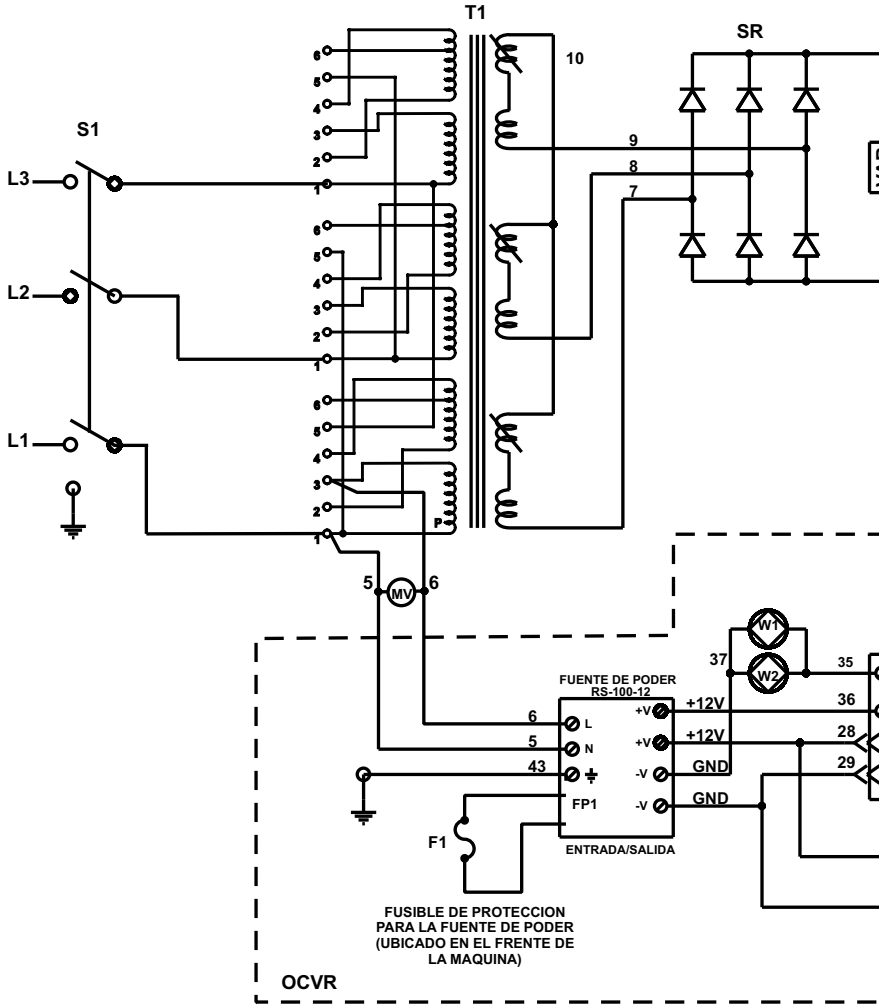 T1
SR
10
6
5
4
S1
3
2
9
L3
1
8
7
6
5
4
L2
3
2
1
6
5
L1
4
3
2
P
1
5
MV
6
W1
37
W2
35
FUENTE DE PODER
RS-100-12
+V
+12V
36
6
L
+V
+12V
28
5
N
43
-V
GND
29
FP1
-V
GND
F1
ENTRADA/SALIDA
FUSIBLE DE PROTECCION
PARA LA FUENTE DE PODER
(UBICADO EN EL FRENTE DE
LA MAQUINA)
OCVR